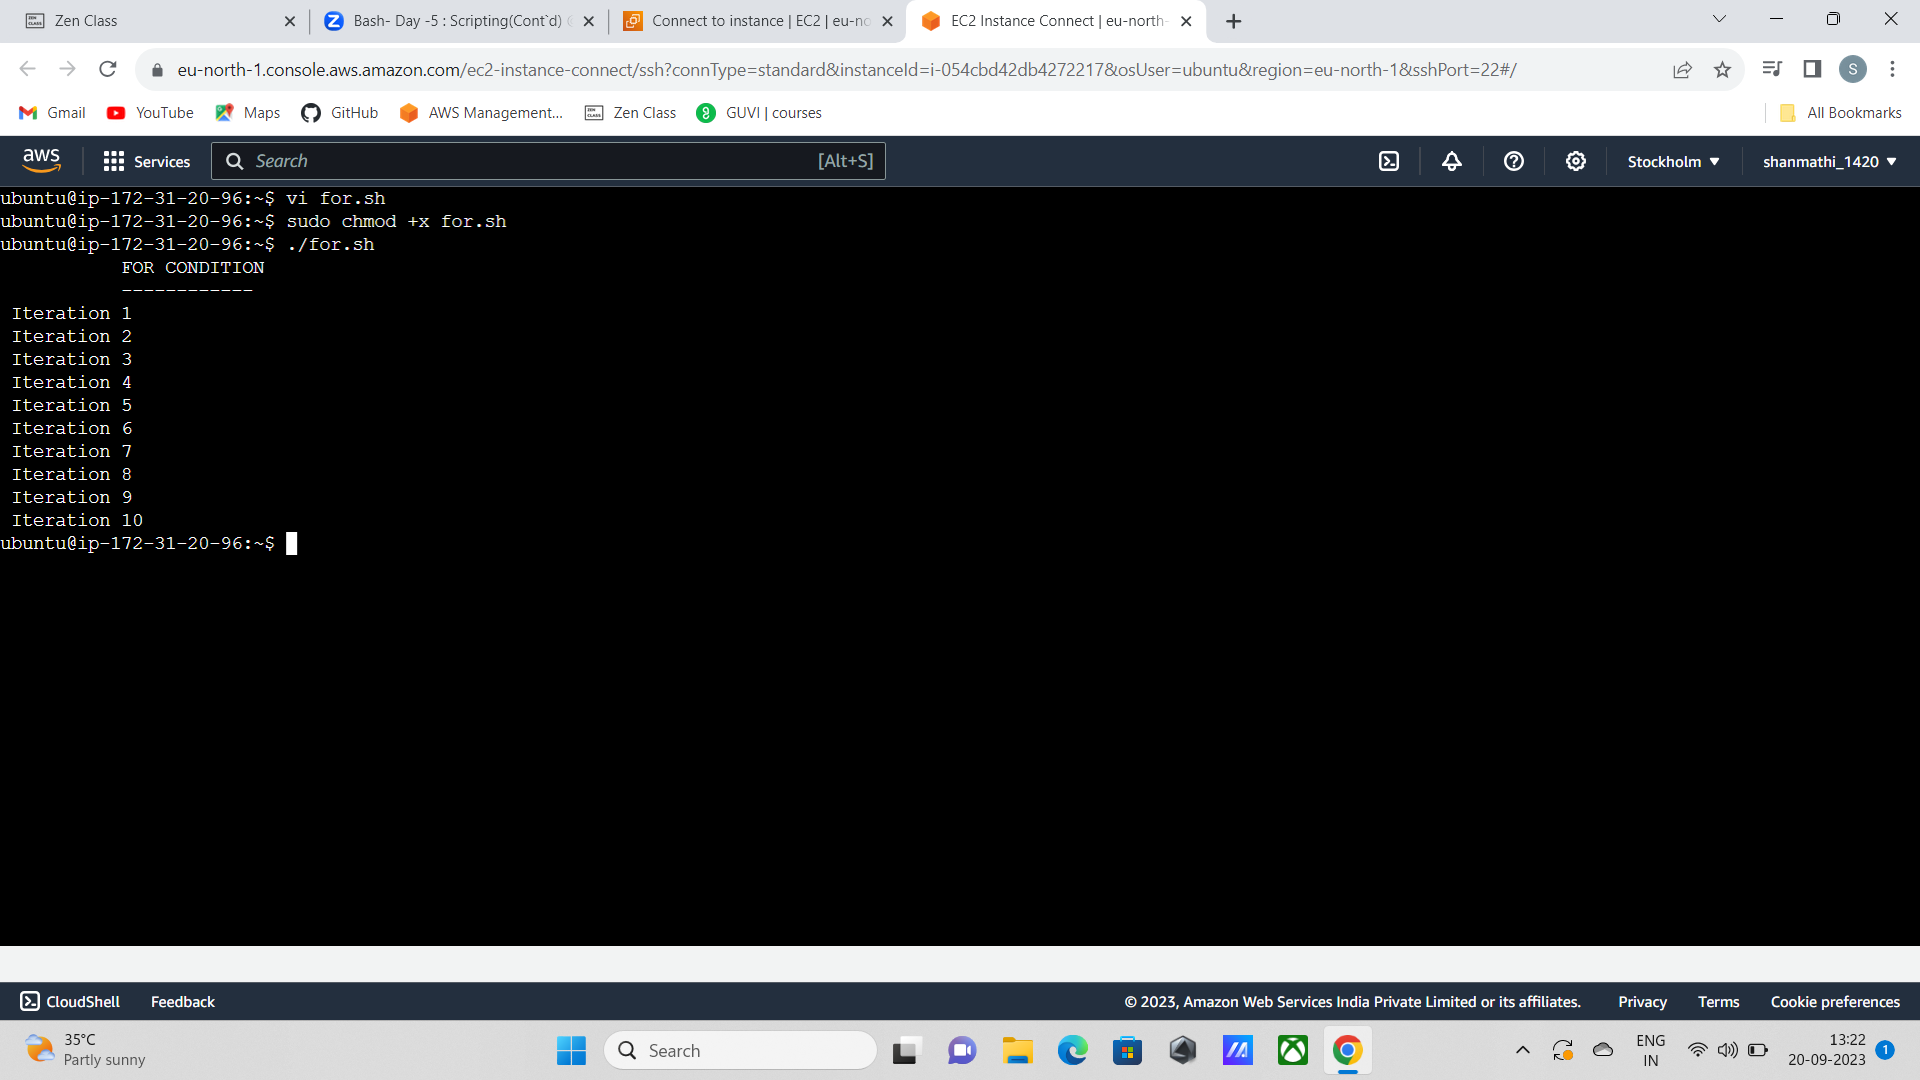 Zen Class
Bash- Day -5 : Scripting(Cont`d)
Connect to instance | EC2 | eu-no
EC2 Instance Connect | eu-north-
eu-north-1.console.aws.amazon.com/ec2-instance-connect/ssh?connType=standard&instanceId=i-054cbd42db4272217&osUser=ubuntu&region=eu-north-1&sshPort=22#/
S
Gmail
YouTube
Maps
GitHub
AWS Management...
Zen Class
GUVI | courses
All Bookmarks
aws
Services
Search
[Alt+S]
Stockholm
shanmathi_1420
ubuntu@ip-172-31-20-96:~$ vi for.sh
ubuntu@ip-172-31-20-96:~$ sudo chmod +x for.sh
ubuntu@ip-172-31-20-96:~$ ./for.sh
FOR CONDITION
------------
Iteration 1
Iteration 2
Iteration 3
Iteration 4
Iteration 5
Iteration 6
Iteration 7
Iteration 8
Iteration 9
Iteration 10
ubuntu@ip-172-31-20-96:~$
CloudShell
Feedback
© 2023, Amazon Web Services India Private Limited or its affiliates.
Privacy
Terms
Cookie preferences
35°C
Partly sunny
Search
ENG
IN
13:22
20-09-2023
1